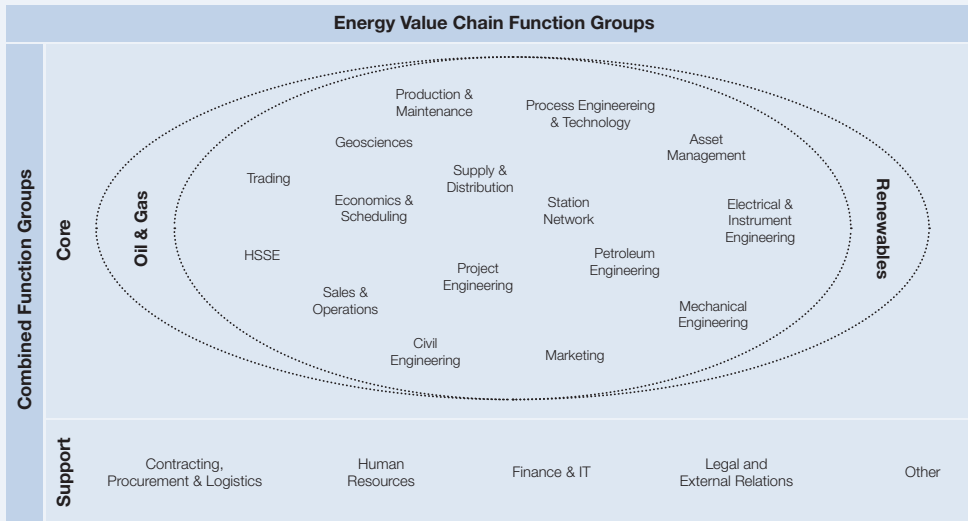 Energy Value Chain Function Groups
Combined Function Groups
Core
Oil & Gas
Renewables
Production &
Maintenance
Process Engineereing
& Technology
Geosciences
Asset
Management
Trading
Supply &
Distribution
Economics &
Scheduling
Station
Network
Electrical &
Instrument
Engineering
HSSE
Petroleum
Engineering
Project
Engineering
Sales &
Operations
Mechanical
Engineering
Civil
Engineering
Marketing
Support
Contracting,
Procurement & Logistics
Human
Resources
Finance & IT
Legal and
External Relations
Other